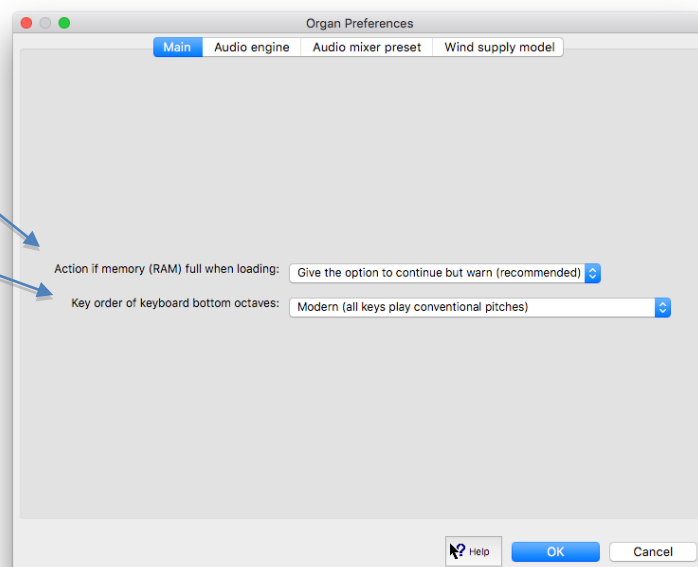 Organ Preferences
Main Audio engine Audio mixer preset Wind supply model
Action if memory (RAM) full when loading: Give the option to continue but warn (recommended)
Key order of keyboard bottom octaves: Modern (all keys play conventional pitches)
? Help OK Cancel